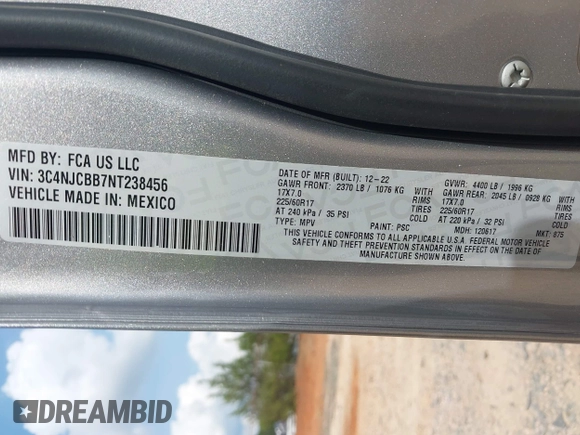 MFD BY: FCA US LLC
VIN: 3C4NJCBB7NT238456
VEHICLE MADE IN: MEXICO
DATE OF MFR (BUILT): 12-22 GVWR: 4400 LB / 1996 KG
GAWR FRONT: 2370 LB / 1076 KG WITH GAWR REAR: 2045 LB / 0928 KG WITH
17X7.0 RIMS 17X7.0 RIMS
225/60R17 TIRES 225/60R17 TIRES
AT 240 kPa / 35 PSI COLD AT 220 kPa / 32 PSI COLD
TYPE: MPV PAINT: PSC MDH: 120617 MKT: 875
THIS VEHICLE CONFORMS TO ALL APPLICABLE U.S.A. FEDERAL MOTOR VEHICLE
SAFETY AND THEFT PREVENTION STANDARDS IN EFFECT ON THE DATE OF
MANUFACTURE SHOWN ABOVE.
DREAMBID